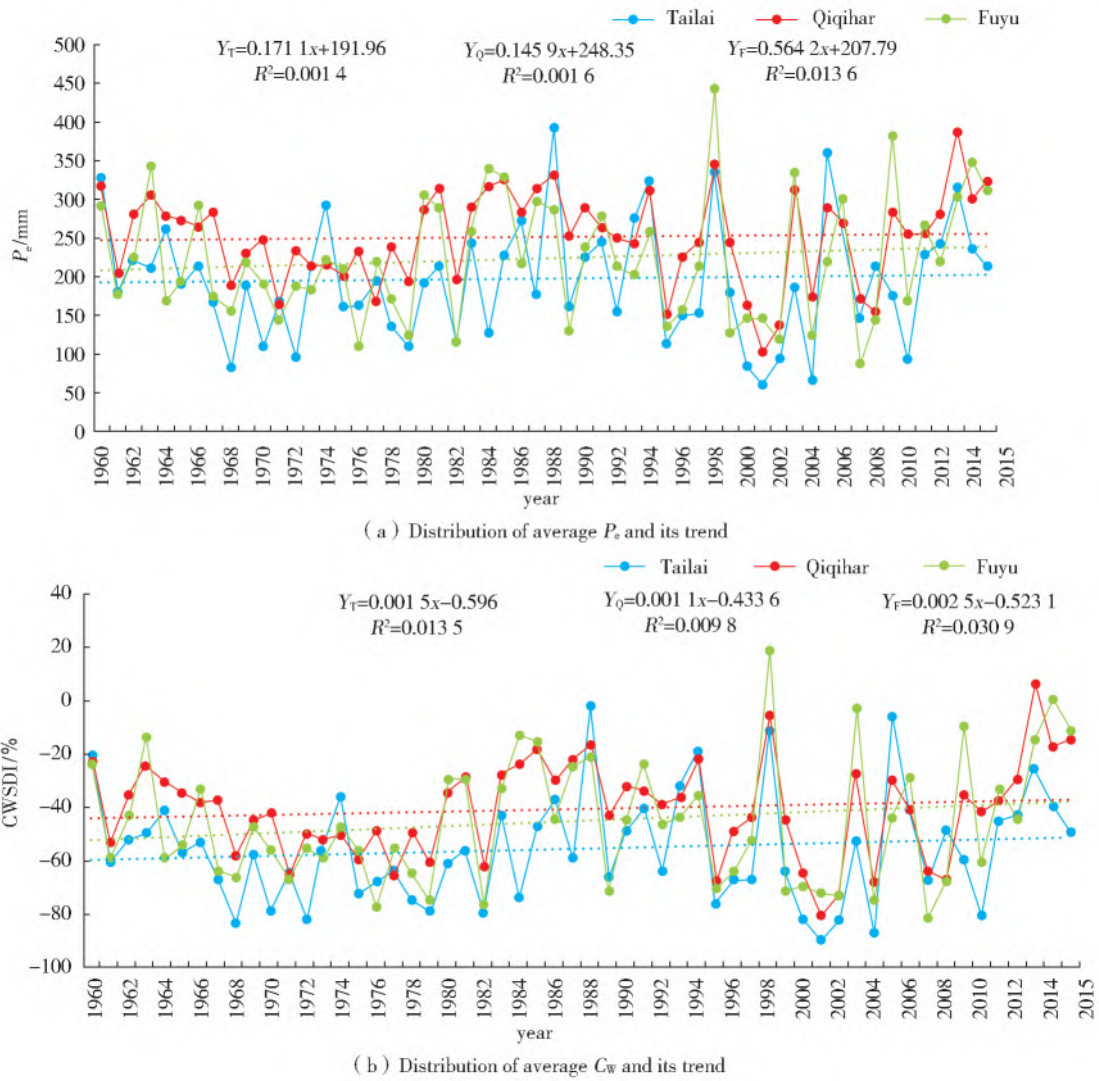 Tailai Qiqihar Fuyu
Y_T=0.171 1x+191.96 Y_Q=0.145 9x+248.35 Y_F=0.564 2x+207.79
R²=0.001 4 R²=0.001 6 R²=0.013 6
500
450
400
350
300
250
200
150
100
50
0
P_e/mm
1960 1962 1964 1966 1968 1970 1972 1974 1976 1978 1980 1982 1984 1986 1988 1990 1992 1994 1996 1998 2000 2002 2004 2006 2008 2010 2012 2014 2015
year
( a ) Distribution of average P_e and its trend
Tailai Qiqihar Fuyu
Y_T=0.001 5x−0.596 Y_Q=0.001 1x−0.433 6 Y_F=0.002 5x−0.523 1
R²=0.013 5 R²=0.009 8 R²=0.030 9
40
20
0
−20
−40
−60
−80
−100
CWSDI/%
1960 1962 1964 1966 1968 1970 1972 1974 1976 1978 1980 1982 1984 1986 1988 1990 1992 1994 1996 1998 2000 2002 2004 2006 2008 2010 2012 2014 2015
year
( b ) Distribution of average C_W and its trend